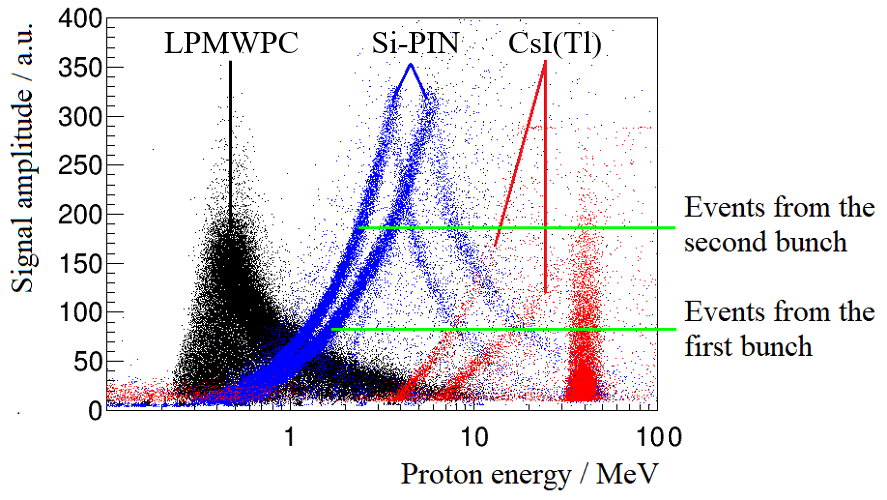 LPMWPC Si-PIN CsI(Tl)
Signal amplitude / a.u.
400
350
300
250
200
150
100
50
0
Events from the
second bunch
Events from the
first bunch
1 10 100
Proton energy / MeV